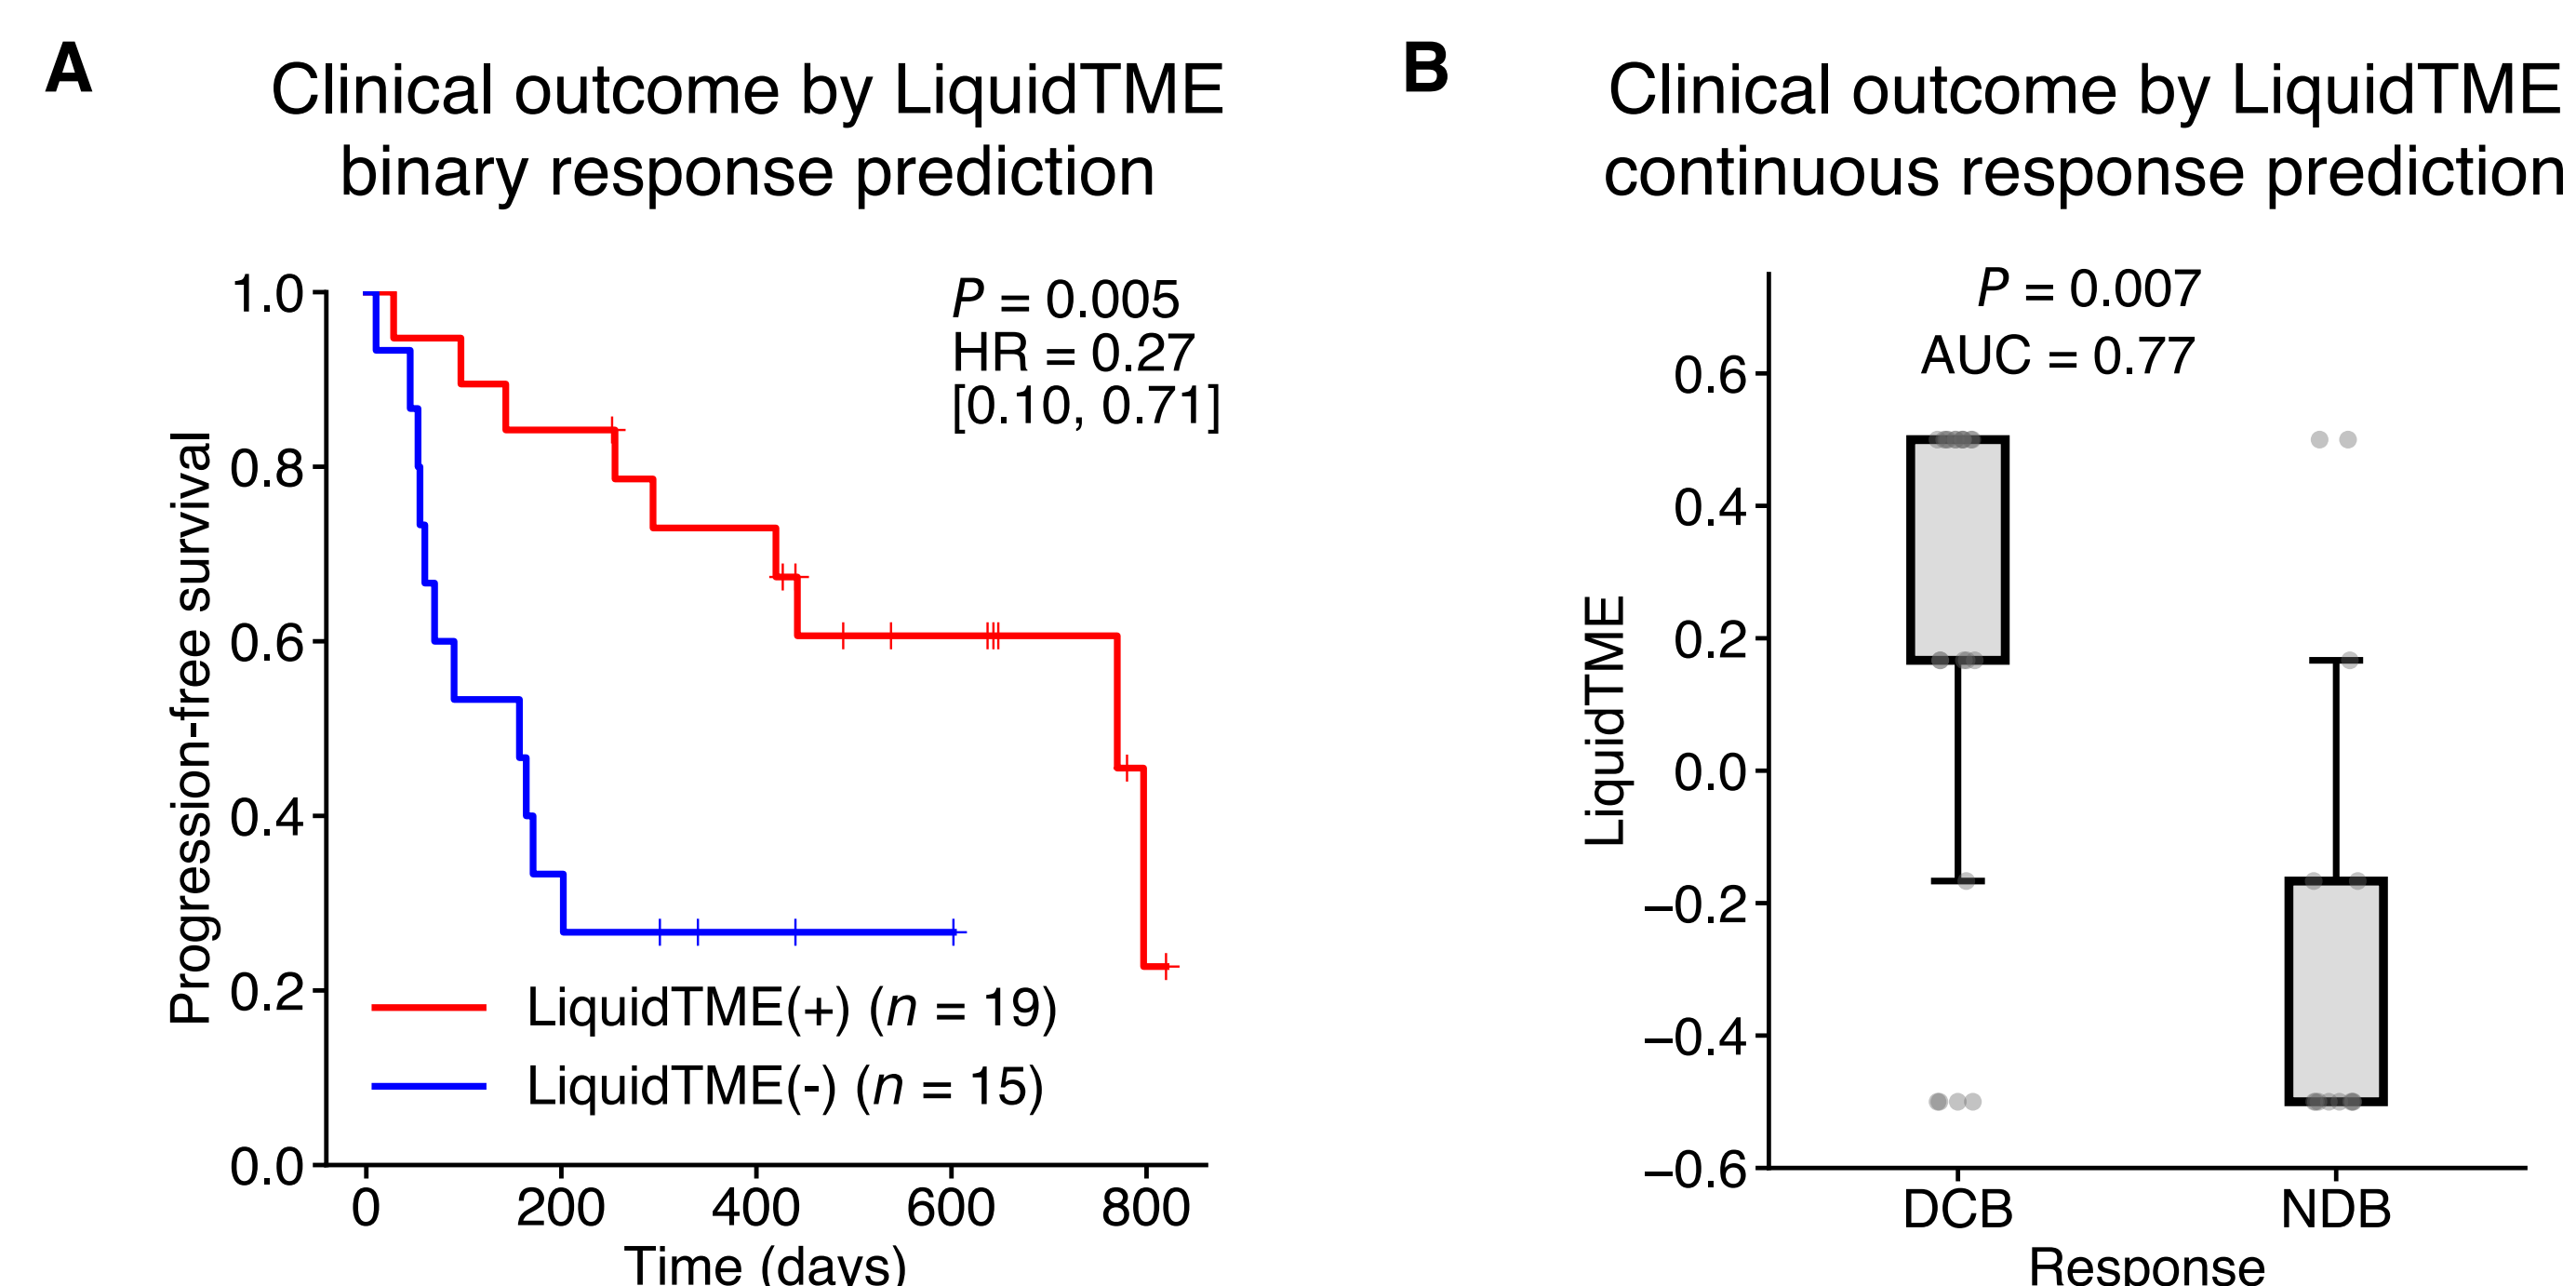 A
Clinical outcome by LiquidTME
binary response prediction
P = 0.005
HR = 0.27
[0.10, 0.71]
Progression-free survival
1.0
0.8
0.6
0.4
0.2
0.0
LiquidTME(+) (n = 19)
LiquidTME(-) (n = 15)
0 200 400 600 800
Time (days)
B
Clinical outcome by LiquidTME
continuous response prediction
P = 0.007
AUC = 0.77
LiquidTME
0.6
0.4
0.2
0.0
−0.2
−0.4
−0.6
DCB NDB
Response